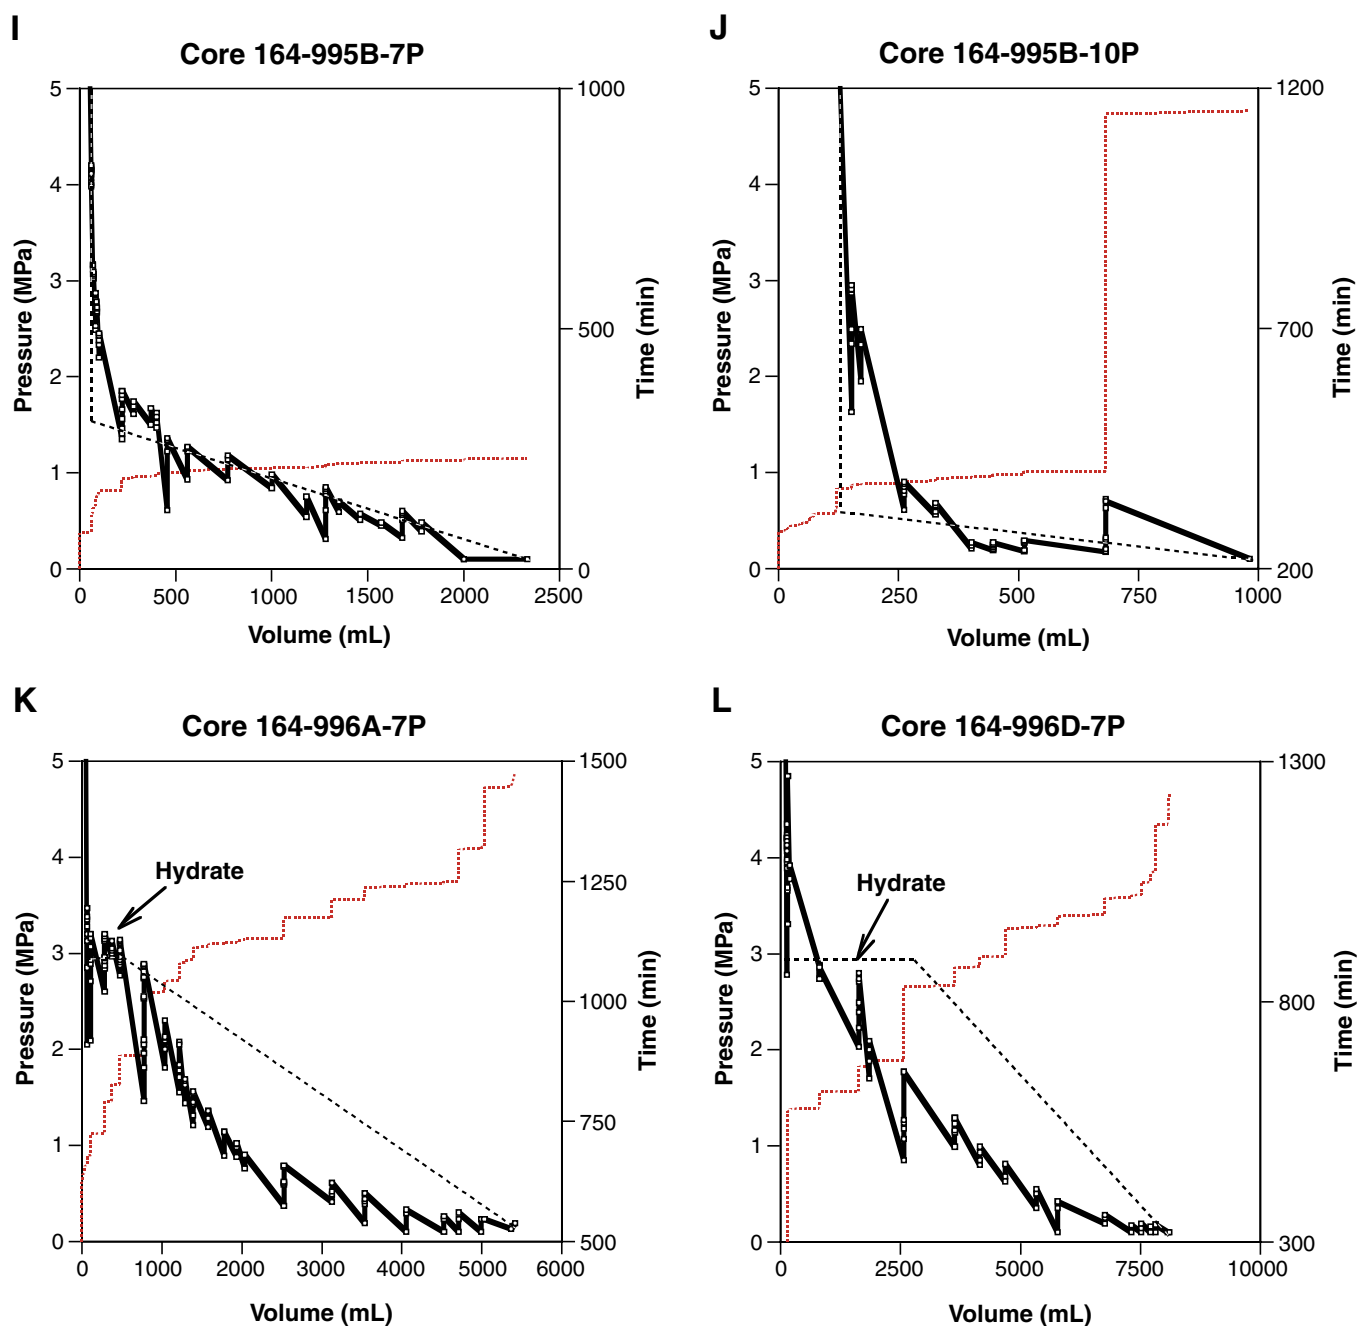 I
Core 164-995B-7P
5
4
3
2
1
0
Pressure (MPa)
1000
500
0
Time (min)
0 500 1000 1500 2000 2500
Volume (mL)
J
Core 164-995B-10P
5
4
3
2
1
0
Pressure (MPa)
1200
700
200
Time (min)
0 250 500 750 1000
Volume (mL)
K
Core 164-996A-7P
5
4
3
2
1
0
Pressure (MPa)
Hydrate
1500
1250
1000
750
500
Time (min)
0 1000 2000 3000 4000 5000 6000
Volume (mL)
L
Core 164-996D-7P
5
4
3
2
1
0
Pressure (MPa)
Hydrate
1300
800
300
Time (min)
0 2500 5000 7500 10000
Volume (mL)